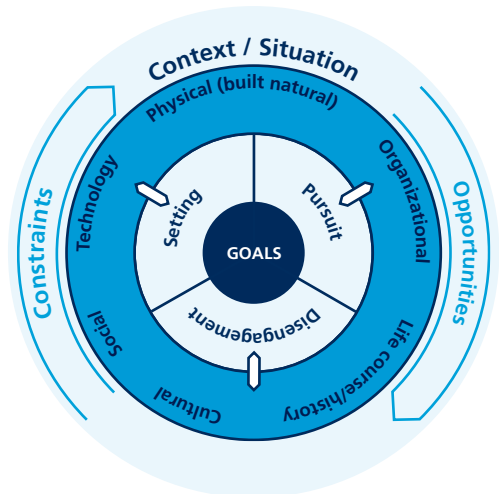 Context / Situation
Physical (built natural)
Organizational
Life course/history
Cultural
Social
Technology
Constraints
Opportunities
Setting
Pursuit
Disengagement
GOALS